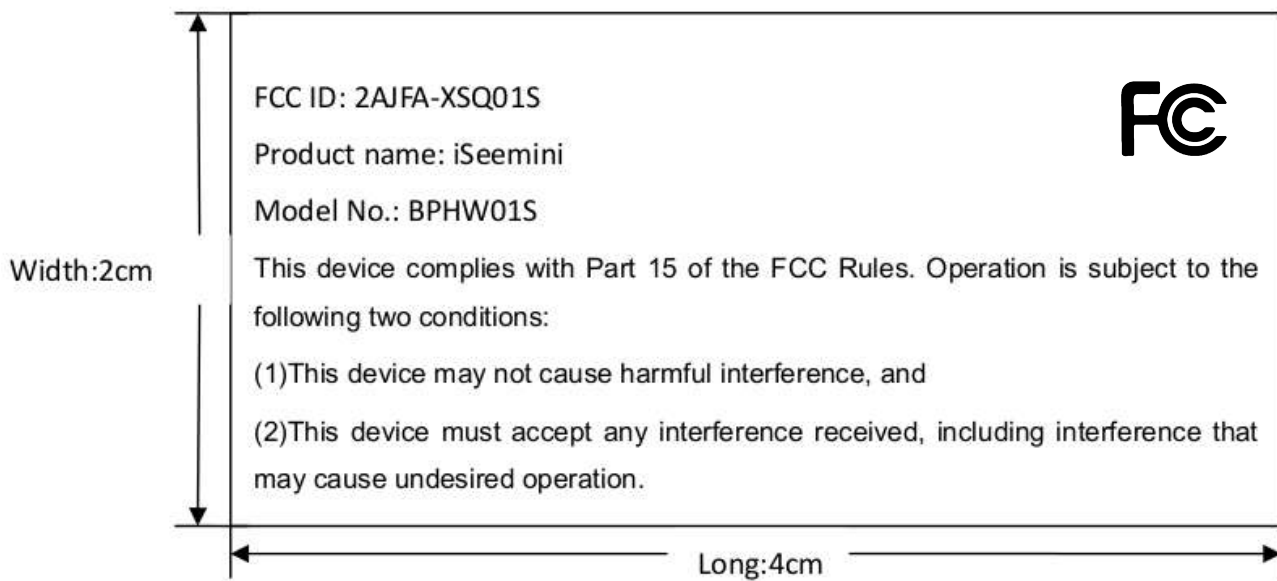 FCC ID: 2AJFA-XSQ01S
FC
Product name: iSeemini
Model No.: BPHW01S
Width:2cm
This device complies with Part 15 of the FCC Rules. Operation is subject to the
following two conditions:
(1)This device may not cause harmful interference, and
(2)This device must accept any interference received, including interference that
may cause undesired operation.
Long:4cm